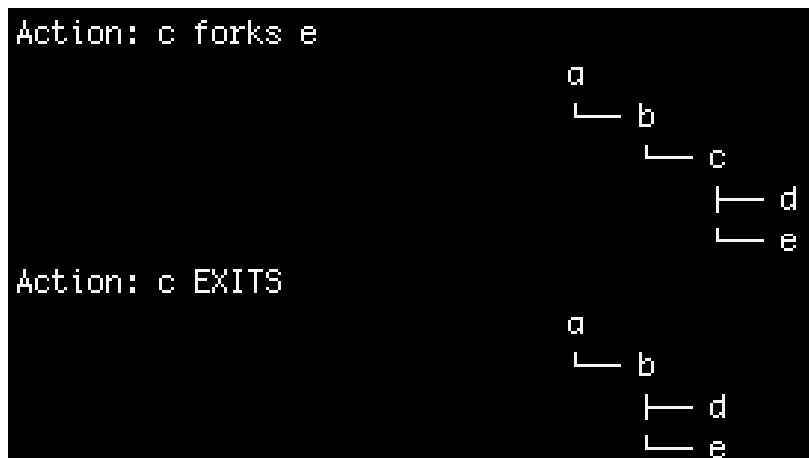 Action: c forks e
a
└── b
└── c
├── d
└── e
Action: c EXITS
a
└── b
├── d
└── e